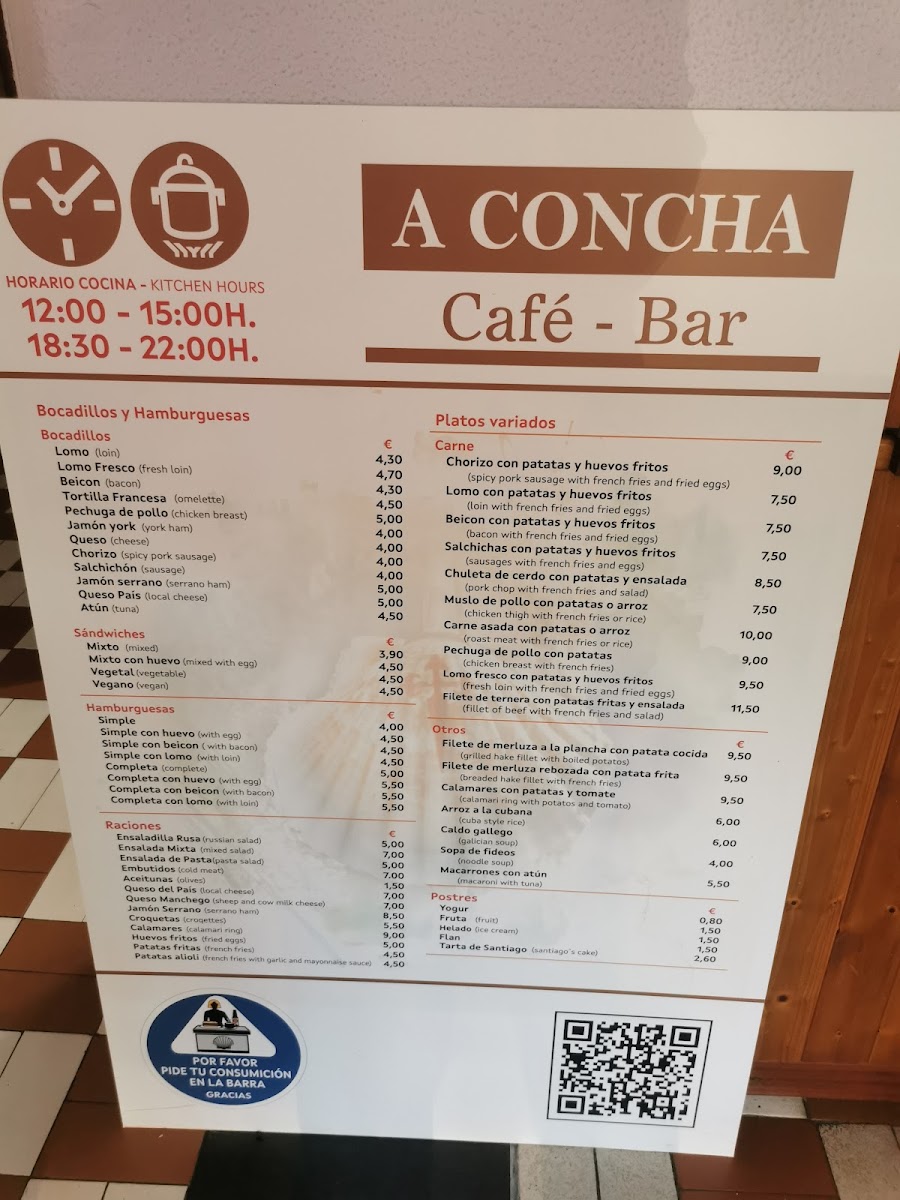 HORARIO COCINA - KITCHEN HOURS
12:00 - 15:00H.
18:30 - 22:00H.
A CONCHA
Café - Bar
Bocadillos y Hamburguesas
Bocadillos €
Lomo (loin) 4,30
Lomo Fresco (fresh loin) 4,70
Beicon (bacon) 4,30
Tortilla Francesa (omelette) 4,50
Pechuga de pollo (chicken breast) 5,00
Jamón york (york ham) 4,00
Queso (cheese) 4,00
Chorizo (spicy pork sausage) 4,00
Salchichón (sausage) 4,00
Jamón serrano (serrano ham) 5,00
Queso País (local cheese) 5,00
Atún (tuna) 4,50
Sándwiches €
Mixto (mixed) 3,90
Mixto con huevo (mixed with egg) 4,50
Vegetal (vegetable) 4,50
Vegano (vegan) 4,50
Hamburguesas €
Simple 4,00
Simple con huevo (with egg) 4,50
Simple con beicon ( with bacon) 4,50
Simple con lomo (with loin) 4,50
Completa (complete) 5,00
Completa con huevo (with egg) 5,50
Completa con beicon (with bacon) 5,50
Completa con lomo (with loin) 5,50
Raciones €
Ensaladilla Rusa (russian salad) 5,00
Ensalada Mixta (mixed salad) 7,00
Ensalada de Pasta(pasta salad) 5,00
Embutidos (cold meat) 7,00
Aceitunas (olives) 1,50
Queso del País (local cheese) 7,00
Queso Manchego (sheep and cow milk cheese) 7,00
Jamón Serrano (serrano ham) 8,50
Croquetas (croqettes) 5,50
Calamares (calamari ring) 9,00
Huevos fritos (fried eggs) 5,00
Patatas fritas (french fries) 4,50
Patatas alioli (french fries with garlic and mayonnaise sauce) 4,50
Platos variados
Carne €
Chorizo con patatas y huevos fritos 9,00
(spicy pork sausage with french fries and fried eggs)
Lomo con patatas y huevos fritos 7,50
(loin with french fries and fried eggs)
Beicon con patatas y huevos fritos 7,50
(bacon with french fries and fried eggs)
Salchichas con patatas y huevos fritos 7,50
(sausages with french fries and eggs)
Chuleta de cerdo con patatas y ensalada 8,50
(pork chop with french fries and salad)
Muslo de pollo con patatas o arroz 7,50
(chicken thigh with french fries or rice)
Carne asada con patatas o arroz 10,00
(roast meat with french fries or rice)
Pechuga de pollo con patatas 9,00
(chicken breast with french fries)
Lomo fresco con patatas y huevos fritos 9,50
(fresh loin with french fries and fried eggs)
Filete de ternera con patatas fritas y ensalada 11,50
(fillet of beef with french fries and salad)
Otros €
Filete de merluza a la plancha con patata cocida 9,50
(grilled hake fillet with boiled potatos)
Filete de merluza rebozada con patata frita 9,50
(breaded hake fillet with french fries)
Calamares con patatas y tomate 9,50
(calamari ring with potatos and tomato)
Arroz a la cubana 6,00
(cuba style rice)
Caldo gallego 6,00
(galician soup)
Sopa de fideos 4,00
(noodle soup)
Macarrones con atún 5,50
(macaroni with tuna)
Postres €
Yogur 0,80
Fruta (fruit) 1,50
Helado (ice cream) 1,50
Flan 1,50
Tarta de Santiago (santiago's cake) 2,60
POR FAVOR
PIDE TU CONSUMICIÓN
EN LA BARRA
GRACIAS